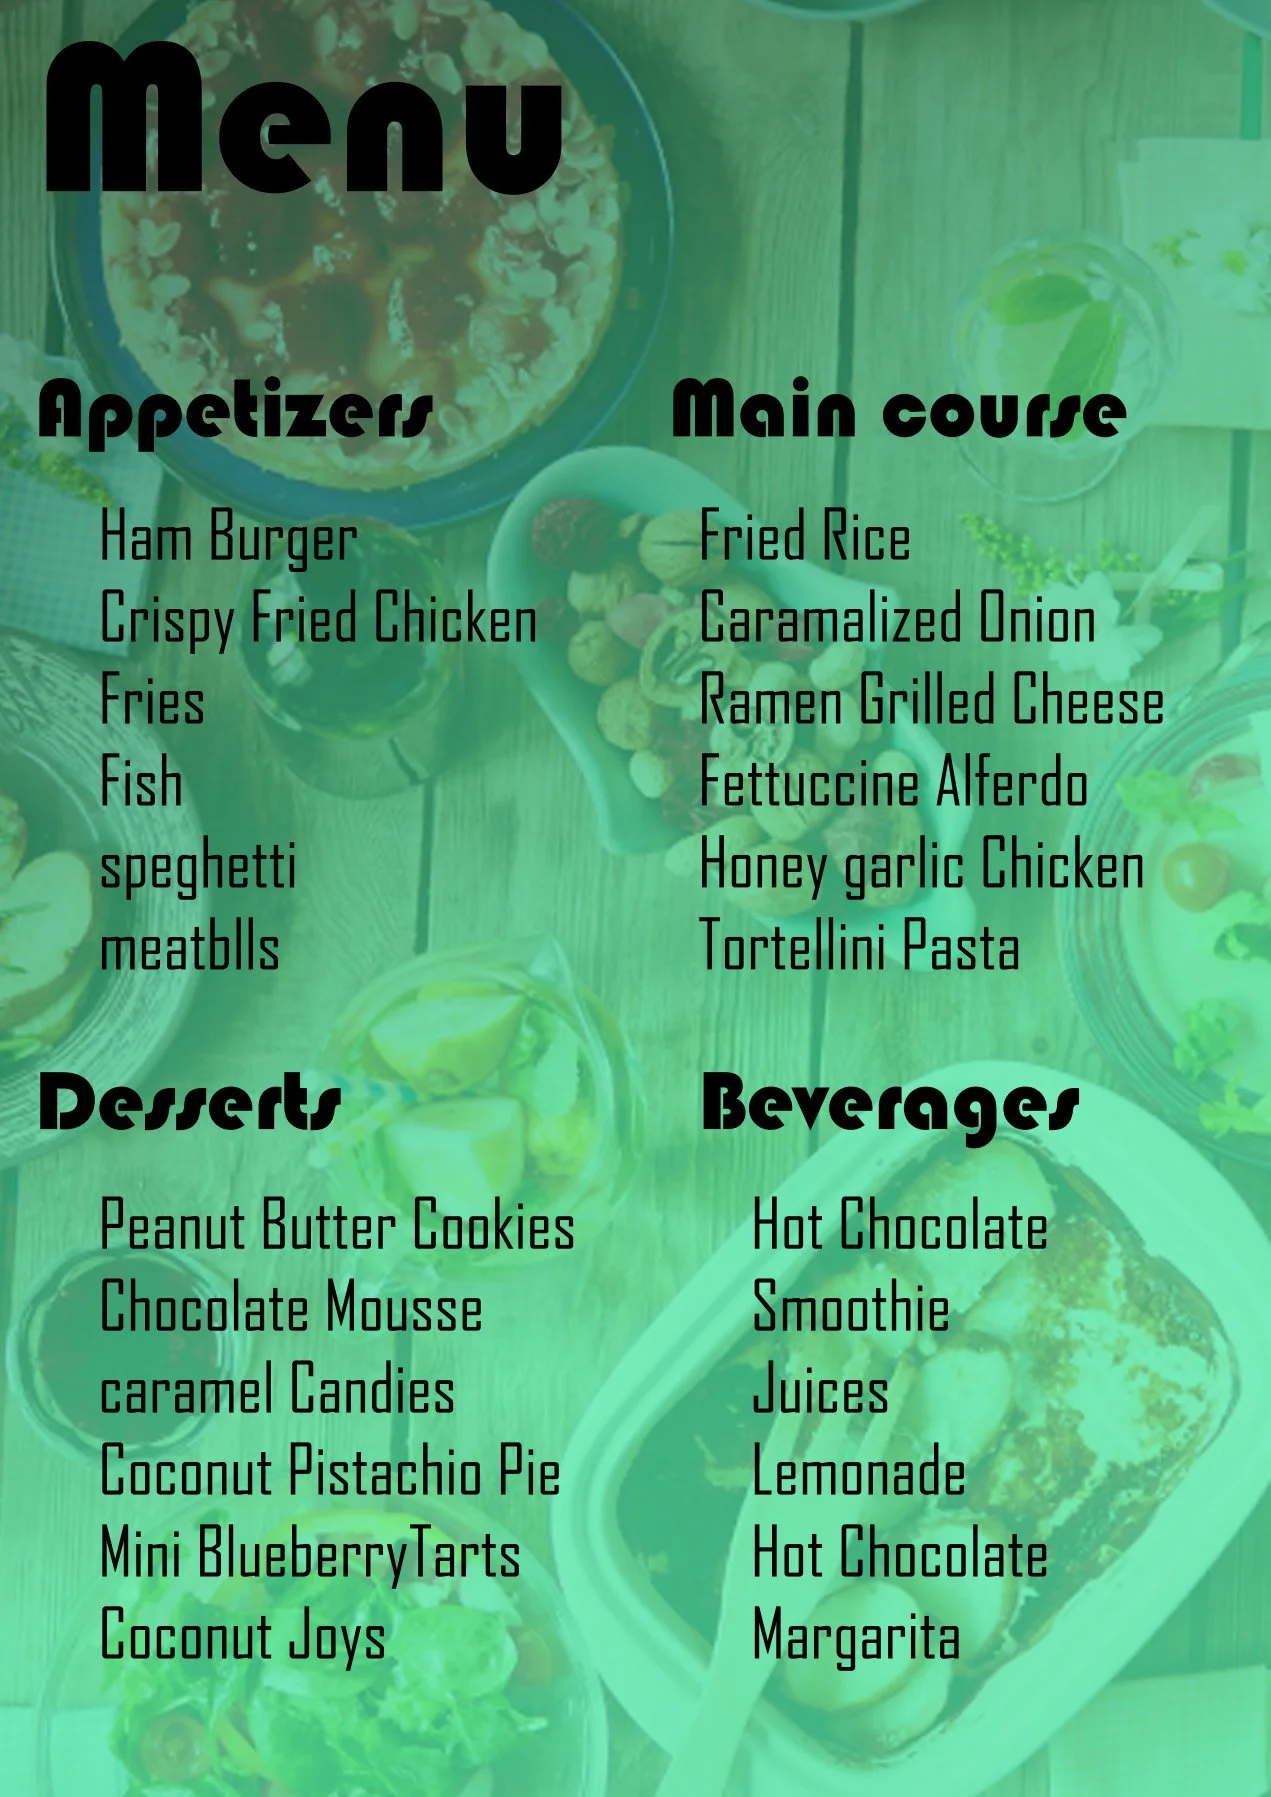 Menu
Appetizers
Ham Burger
Crispy Fried Chicken
Fries
Fish
speghetti
meatblls
Main course
Fried Rice
Caramalized Onion
Ramen Grilled Cheese
Fettuccine Alferdo
Honey garlic Chicken
Tortellini Pasta
Desserts
Peanut Butter Cookies
Chocolate Mousse
caramel Candies
Coconut Pistachio Pie
Mini BlueberryTarts
Coconut Joys
Beverages
Hot Chocolate
Smoothie
Juices
Lemonade
Hot Chocolate
Margarita